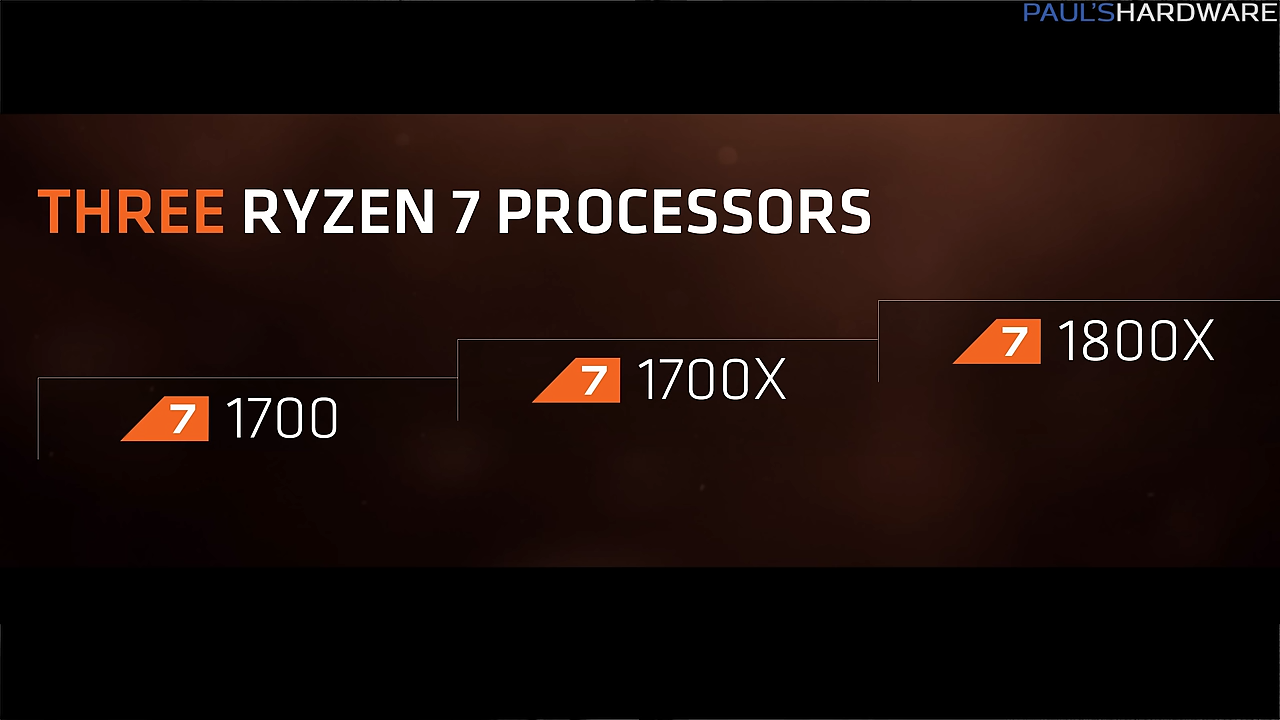 PAUL'SHARDWARE
THREE RYZEN 7 PROCESSORS
7 1700
7 1700X
7 1800X